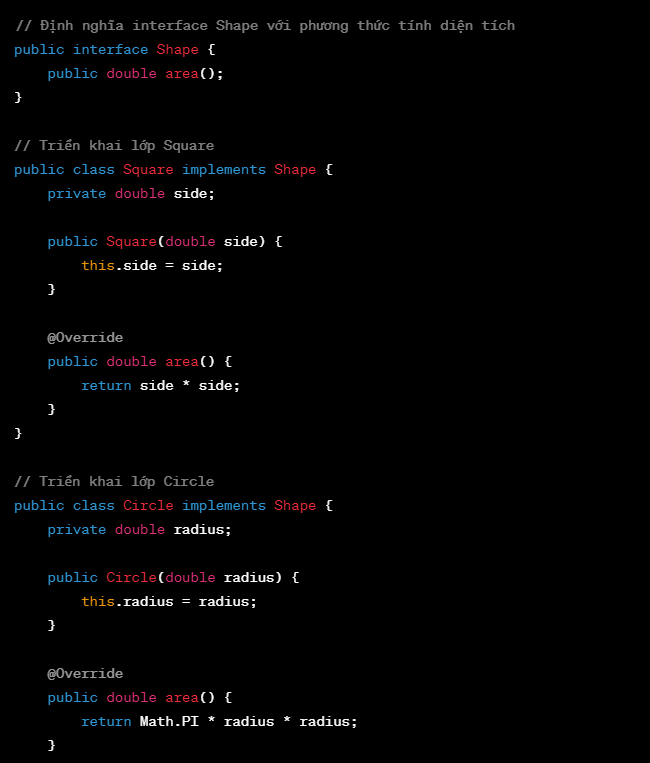 // Định nghĩa interface Shape với phương thức tính diện tích
public interface Shape {
    public double area();
}

// Triển khai lớp Square
public class Square implements Shape {
    private double side;

    public Square(double side) {
        this.side = side;
    }

    @Override
    public double area() {
        return side * side;
    }
}

// Triển khai lớp Circle
public class Circle implements Shape {
    private double radius;

    public Circle(double radius) {
        this.radius = radius;
    }

    @Override
    public double area() {
        return Math.PI * radius * radius;
    }